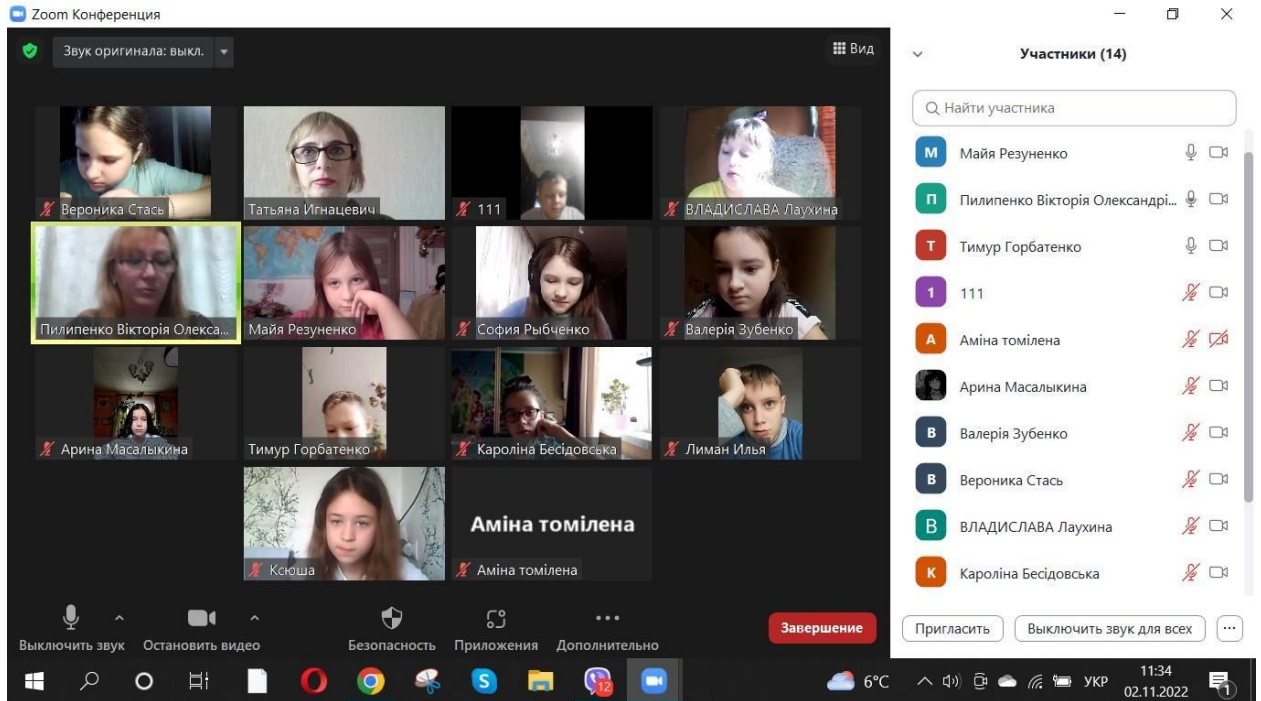 Zoom Конференция
Звук оригинала: выкл.
Вид
Вероника Стась
Татьяна Игнацевич
111
ВЛАДИСЛАВА Лаухина
Пилипенко Вікторія Олекса...
Майя Резуненко
София Рыбченко
Валерія Зубенко
Арина Масалыкина
Тимур Горбатенко
Кароліна Бесідовська
Лиман Илья
Ксюша
Аміна томілена
Аміна томілена
Выключить звук
Остановить видео
Безопасность
Приложения
Дополнительно
Завершение
Участники (14)
Найти участника
М Майя Резуненко
П Пилипенко Вікторія Олександрі...
Т Тимур Горбатенко
1 111
А Аміна томілена
Арина Масалыкина
В Валерія Зубенко
В Вероника Стась
В ВЛАДИСЛАВА Лаухина
К Кароліна Бесідовська
Пригласить
Выключить звук для всех
...
12
6°C
УКР
11:34
02.11.2022
1